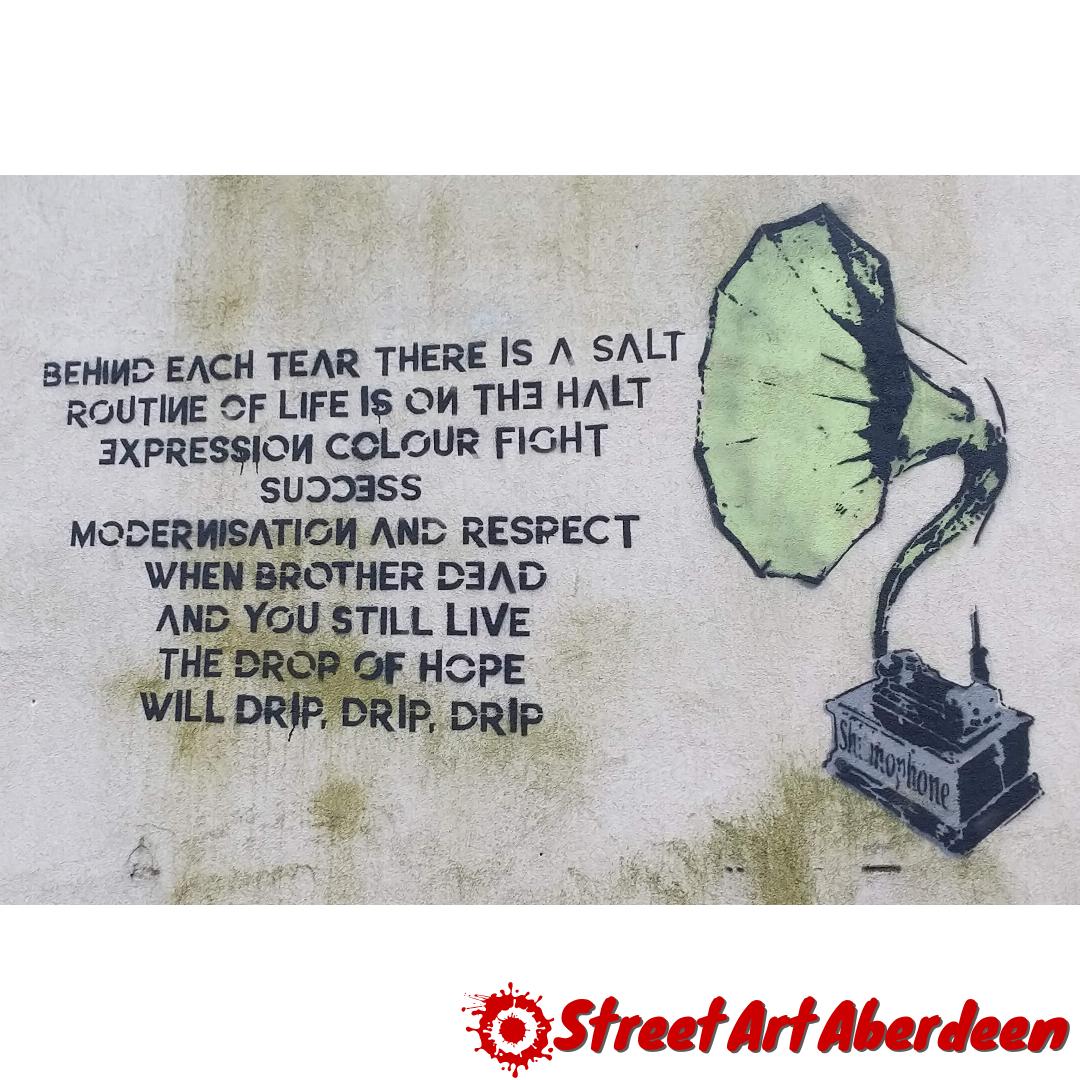 BEHIND EACH TEAR THERE IS A SALT
ROUTINE OF LIFE IS ON THE HALT
EXPRESSION COLOUR FIGHT
SUCCESS
MODERNISATION AND RESPECT
WHEN BROTHER DEAD
AND YOU STILL LIVE
THE DROP OF HOPE
WILL DRIP, DRIP, DRIP
Street Art Aberdeen